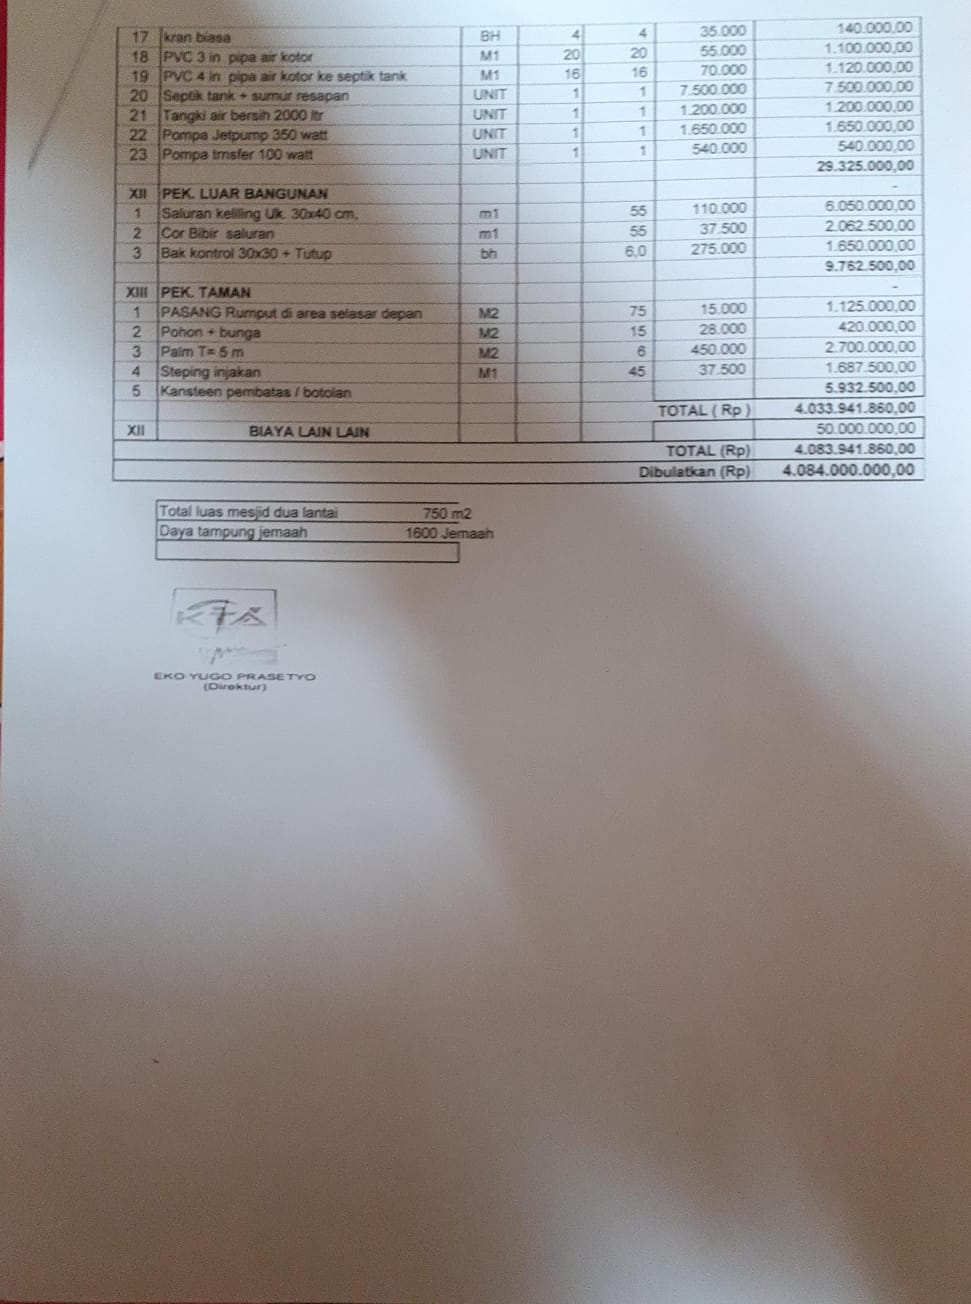 17 kran biasa BH 4 4 35.000 140.000,00
18 PVC 3 in pipa air kotor M1 20 20 55.000 1.100.000,00
19 PVC 4 in pipa air kotor ke septik tank M1 16 16 70.000 1.120.000,00
20 Septik tank + sumur resapan UNIT 1 1 7.500.000 7.500.000,00
21 Tangki air bersih 2000 ltr UNIT 1 1 1.200.000 1.200.000,00
22 Pompa Jetpump 350 watt UNIT 1 1 1.650.000 1.650.000,00
23 Pompa trnsfer 100 watt UNIT 1 1 540.000 540.000,00
29.325.000,00
XII PEK. LUAR BANGUNAN -
1 Saluran keliling Uk. 30x40 cm, m1 55 110.000 6.050.000,00
2 Cor Bibir saluran m1 55 37.500 2.062.500,00
3 Bak kontrol 30x30 + Tutup bh 6,0 275.000 1.650.000,00
9.762.500,00
XIII PEK. TAMAN -
1 PASANG Rumput di area selasar depan M2 75 15.000 1.125.000,00
2 Pohon + bunga M2 15 28.000 420.000,00
3 Palm T= 5 m M2 6 450.000 2.700.000,00
4 Steping injakan M1 45 37.500 1.687.500,00
5 Kansteen pembatas / botolan 5.932.500,00
TOTAL ( Rp ) 4.033.941.860,00
XII BIAYA LAIN LAIN 50.000.000,00
TOTAL (Rp) 4.083.941.860,00
Dibulatkan (Rp) 4.084.000.000,00
Total luas mesjid dua lantai 750 m2
Daya tampung jemaah 1600 Jemaah
KTA
EKO YUGO PRASETYO
(Direktur)